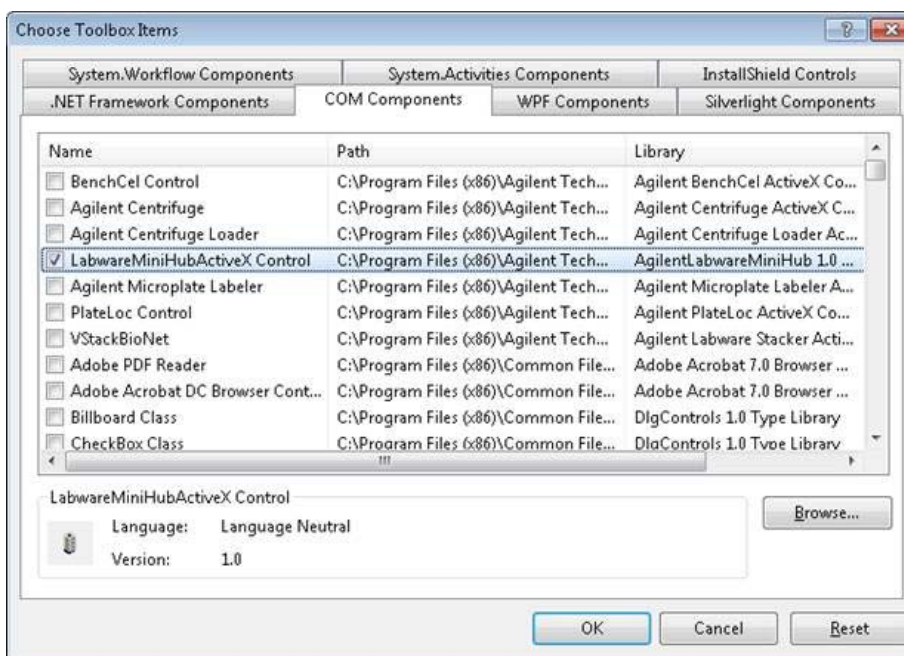 Choose Toolbox Items
System.Workflow Components System.Activities Components InstallShield Controls
.NET Framework Components COM Components WPF Components Silverlight Components
Name Path Library
BenchCel Control C:\Program Files (x86)\Agilent Tech... Agilent BenchCel ActiveX Co...
Agilent Centrifuge C:\Program Files (x86)\Agilent Tech... Agilent Centrifuge ActiveX C...
Agilent Centrifuge Loader C:\Program Files (x86)\Agilent Tech... Agilent Centrifuge Loader Ac...
LabwareMiniHubActiveX Control C:\Program Files (x86)\Agilent Tech... AgilentLabwareMiniHub 1.0 ...
Agilent Microplate Labeler C:\Program Files (x86)\Agilent Tech... Agilent Microplate Labeler A...
PlateLoc Control C:\Program Files (x86)\Agilent Tech... Agilent PlateLoc ActiveX Co...
VStackBioNet C:\Program Files (x86)\Agilent Tech... Agilent Labware Stacker Acti...
Adobe PDF Reader C:\Program Files (x86)\Common File... Adobe Acrobat 7.0 Browser ...
Adobe Acrobat DC Browser Cont... C:\Program Files (x86)\Common File... Adobe Acrobat 7.0 Browser ...
Billboard Class C:\Program Files (x86)\Common File... DlgControls 1.0 Type Library
CheckBox Class C:\Program Files (x86)\Common File... DlgControls 1.0 Type Library
LabwareMiniHubActiveX Control
Browse...
Language: Language Neutral
Version: 1.0
OK Cancel Reset